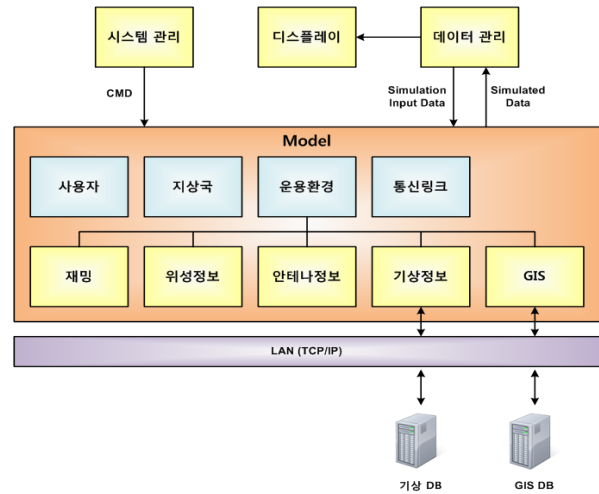 시스템 관리
디스플레이
데이터 관리
CMD
Simulation
Input Data
Simulated
Data
Model
사용자
지상국
운용환경
통신링크
재밍
위성정보
안테나정보
기상정보
GIS
LAN (TCP/IP)
기상 DB
GIS DB